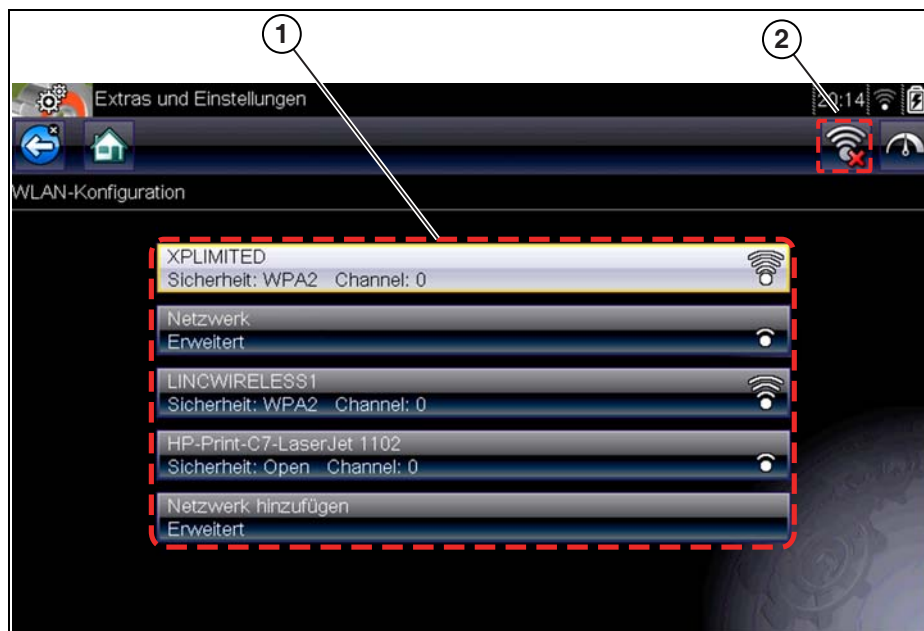 1
2
Extras und Einstellungen
20:14
WLAN-Konfiguration
XPLIMITED
Sicherheit: WPA2 Channel: 0
Netzwerk
Erweitert
LINCWIRELESS1
Sicherheit: WPA2 Channel: 0
HP-Print-C7-LaserJet 1102
Sicherheit: Open Channel: 0
Netzwerk hinzufügen
Erweitert